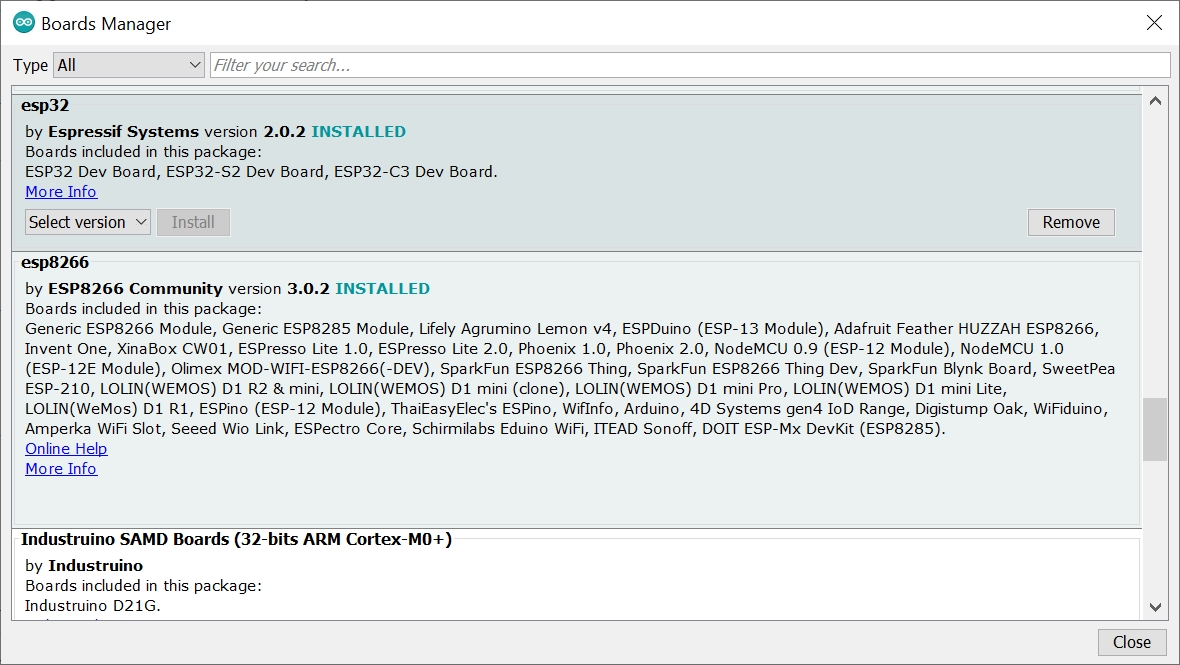 Boards Manager
Type All Filter your search...
esp32
by Espressif Systems version 2.0.2 INSTALLED
Boards included in this package:
ESP32 Dev Board, ESP32-S2 Dev Board, ESP32-C3 Dev Board.
More Info
Select version Install Remove
esp8266
by ESP8266 Community version 3.0.2 INSTALLED
Boards included in this package:
Generic ESP8266 Module, Generic ESP8285 Module, Lifely Agrumino Lemon v4, ESPDuino (ESP-13 Module), Adafruit Feather HUZZAH ESP8266,
Invent One, XinaBox CW01, ESPresso Lite 1.0, ESPresso Lite 2.0, Phoenix 1.0, Phoenix 2.0, NodeMCU 0.9 (ESP-12 Module), NodeMCU 1.0
(ESP-12E Module), Olimex MOD-WIFI-ESP8266(-DEV), SparkFun ESP8266 Thing, SparkFun ESP8266 Thing Dev, SparkFun Blynk Board, SweetPea
ESP-210, LOLIN(WEMOS) D1 R2 & mini, LOLIN(WEMOS) D1 mini (clone), LOLIN(WEMOS) D1 mini Pro, LOLIN(WEMOS) D1 mini Lite,
LOLIN(WeMos) D1 R1, ESPino (ESP-12 Module), ThaiEasyElec's ESPino, WifInfo, Arduino, 4D Systems gen4 IoD Range, Digistump Oak, WiFiduino,
Amperka WiFi Slot, Seeed Wio Link, ESPectro Core, Schirmilabs Eduino WiFi, ITEAD Sonoff, DOIT ESP-Mx DevKit (ESP8285).
Online Help
More Info
Industruino SAMD Boards (32-bits ARM Cortex-M0+)
by Industruino
Boards included in this package:
Industruino D21G.
Close